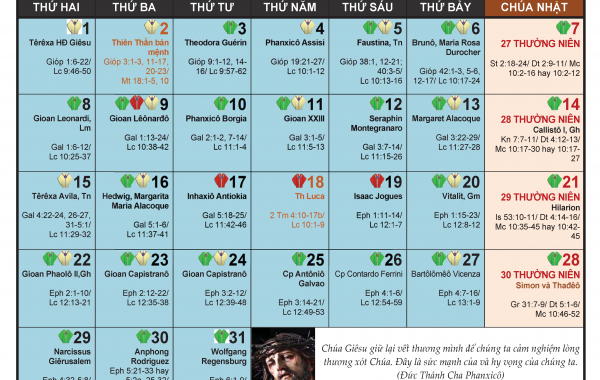 THỨ HAI THỨ BA THỨ TƯ THỨ NĂM THỨ SÁU THỨ BẢY CHÚA NHẬT
1
Têrêxa HĐ Giêsu
Gióp 1:6-22/
Lc 9:46-50
2
Thiên Thần bản
mệnh
Gióp 3:1-3, 11-17,
20-23/
Mt 18:1-5, 10
3
Theodora Guérin
Gióp 9:1-12, 14-
16/ Lc 9:57-62
4
Phanxicô Assisi
Gióp 19:21-27/
Lc 10:1-12
5
Faustina, Tn
Gióp 38:1, 12-21;
40:3-5/
Lc 10:13-16
6
Brunô, Maria Rosa
Durocher
Gióp 42:1-3, 5-6,
12-17/ Lc 10:17-24
7
27 THƯỜNG NIÊN
St 2:18-24/ Dt 2:9-11/ Mc
10:2-16 hay 10:2-12
8
Gioan Leonardi,
Lm
Gal 1:6-12/
Lc 10:25-37
9
Gioan Lêônarđô
Gal 1:13-24/
Lc 10:38-42
10
Phanxicô Borgia
Gal 2:1-2, 7-14/
Lc 11:1-4
11
Gioan XXIII
Gal 3:1-5/
Lc 11:5-13
12
Seraphin
Montegranaro
Gal 3:7-14/
Lc 11:15-26
13
Margaret Alacoque
Gal 3:22-29/
Lc 11:27-28
14
28 THƯỜNG NIÊN
Callistô I, Gh
Kn 7:7-11/ Dt 4:12-13/
Mc 10:17-30 hay 10:17-
27
15
Têrêxa Avila, Tn
Gal 4:22-24, 26-27,
31-5:1/
Lc 11:29-32
16
Hedwig, Margarita
Maria Alacoque
Gal 5:1-6/
Lc 11:37-41
17
Inhaxiô Antiokia
Gal 5:18-25/
Lc 11:42-46
18
Th Luca
2 Tm 4:10-17b/
Lc 10:1-9
19
Isaac Jogues
Eph 1:11-14/
Lc 12:1-7
20
Vitalit, Gm
Eph 1:15-23/
Lc 12:8-12
21
29 THƯỜNG NIÊN
Hilarion
Is 53:10-11/ Dt 4:14-16/
Mc 10:35-45 hay 10:42-
45
22
Gioan Phaolô II,Gh
Eph 2:1-10/
Lc 12:13-21
23
Gioan Capistranô
Eph 2:12-22/
Lc 12:35-38
24
Gioan Capistranô
Eph 3:2-12/
Lc 12:39-48
25
Cp Antôniô
Galvao
Eph 3:14-21/
Lc 12:49-53
26
Cp Contardo Ferrini
Eph 4:1-6/
Lc 12:54-59
27
Bartôlômêô Vicenza
Eph 4:7-16/
Lc 13:1-9
28
30 THƯỜNG NIÊN
Simon và Thađêô
Gr 31:7-9/ Dt 5:1-6/
Mc 10:46-52
29
Narcissus
Giêrusalem
Eph 4:32-5:8/
30
Anphong
Rodriguez
Eph 5:21-33 hay
5:2a, 25-32/
31
Wolfgang
Regensburg
Eph 6:1-9/
Chúa Giêsu giữ lại vết thương mình để chúng ta cảm nghiệm lòng
thương xót Chúa. Đây là sức mạnh của và hy vọng của chúng ta.
(Đức Thánh Cha Phanxicô)